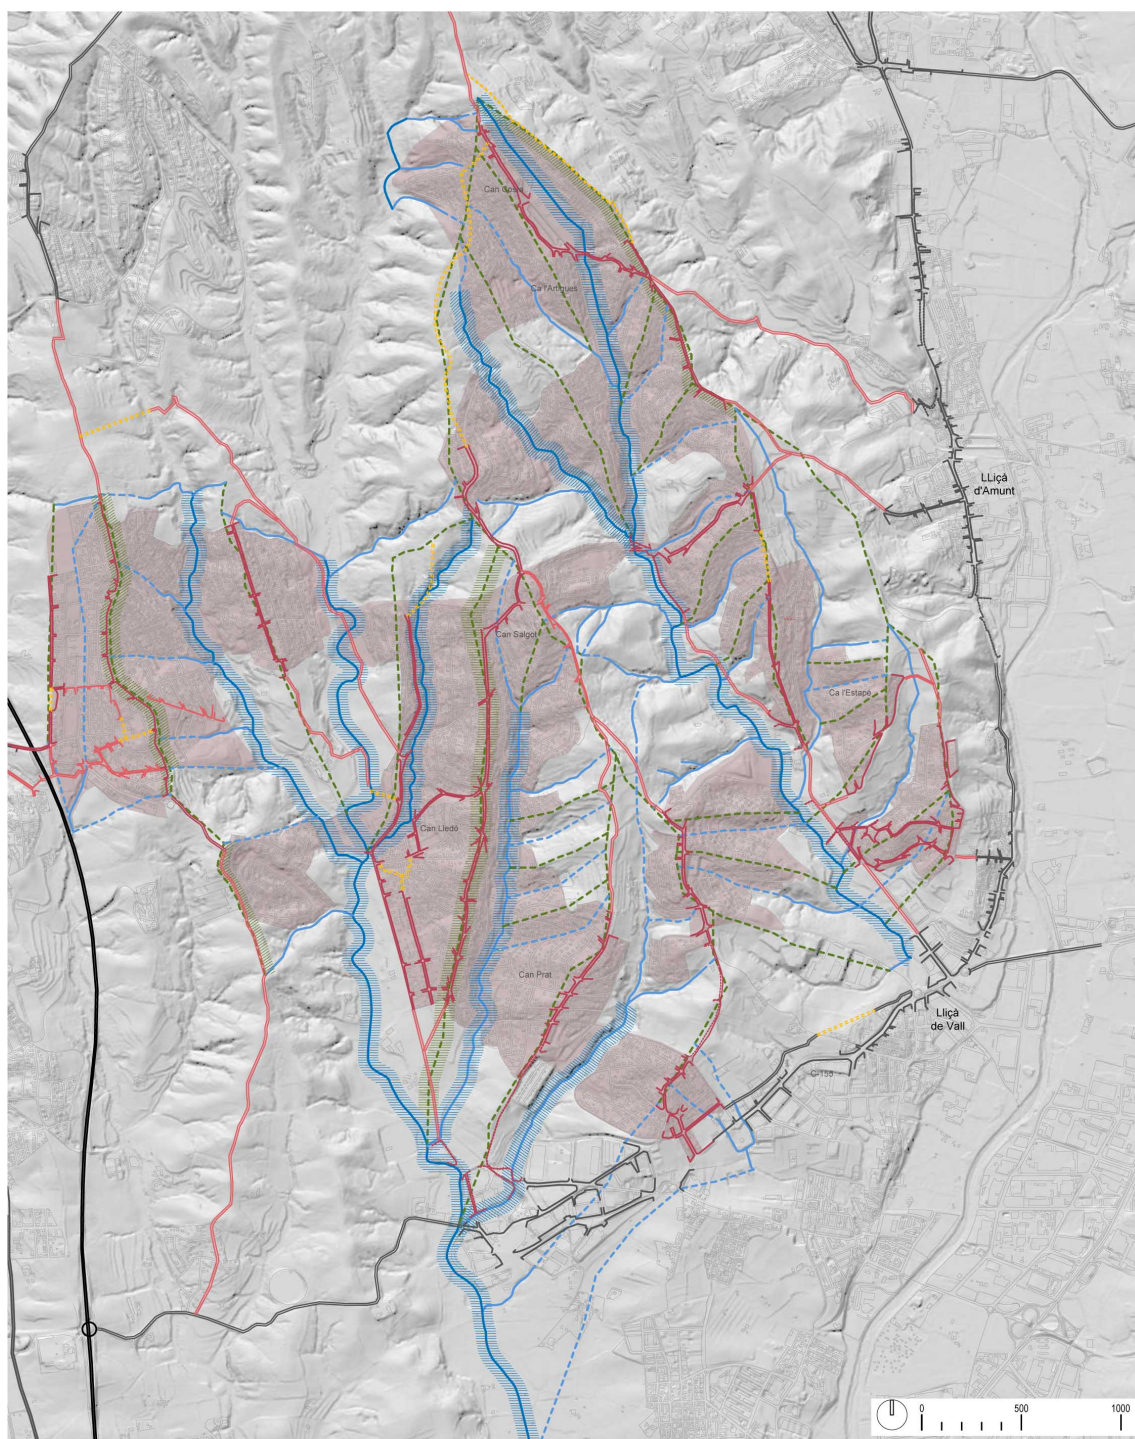 Can Costa
Ca l'Artigues
LLiçà
d'Amunt
Can Salgot
Ca l'Estapé
Can Lledó
Can Prat
Lliçà
de Vall
C-155
0 500 1000